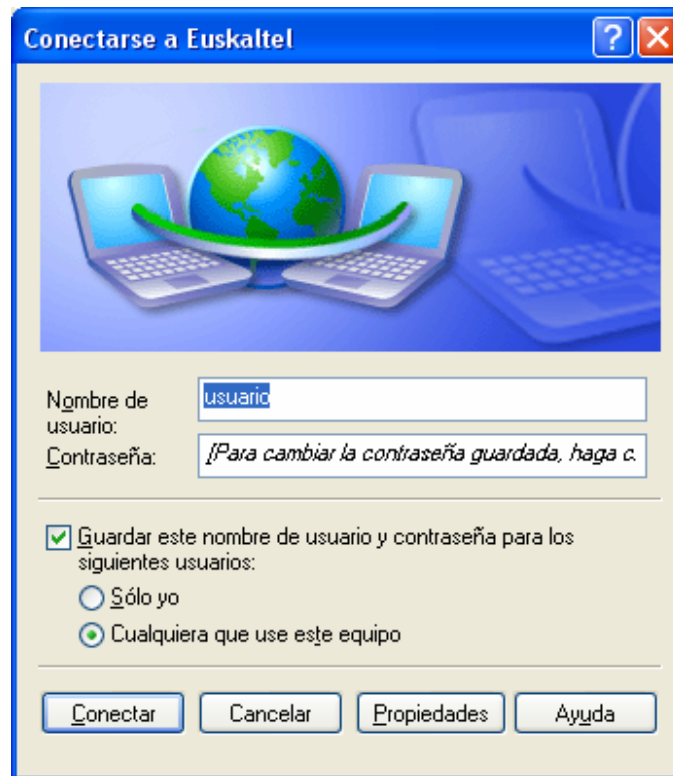 Conectarse a Euskaltel
Nombre de
usuario:
usuario
Contraseña:
[Para cambiar la contraseña guardada, haga c.
Guardar este nombre de usuario y contraseña para los
siguientes usuarios:
Sólo yo
Cualquiera que use este equipo
Conectar
Cancelar
Propiedades
Ayuda